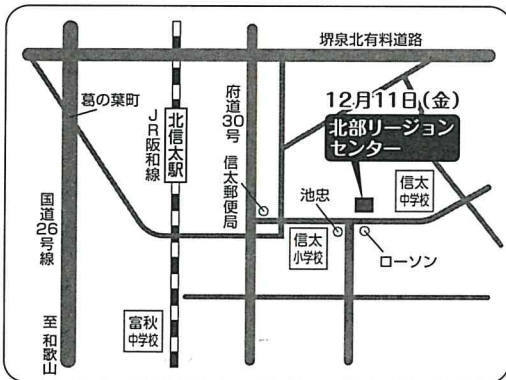 堺泉北有料道路
葛の葉町
北信太駅
JR阪和線
府道30号
信太郵便局
12月11日(金)
北部リージョン
センター
信太
中学校
池忠
信太
小学校
ローソン
国道26号線
至 和歌山
富秋
中学校